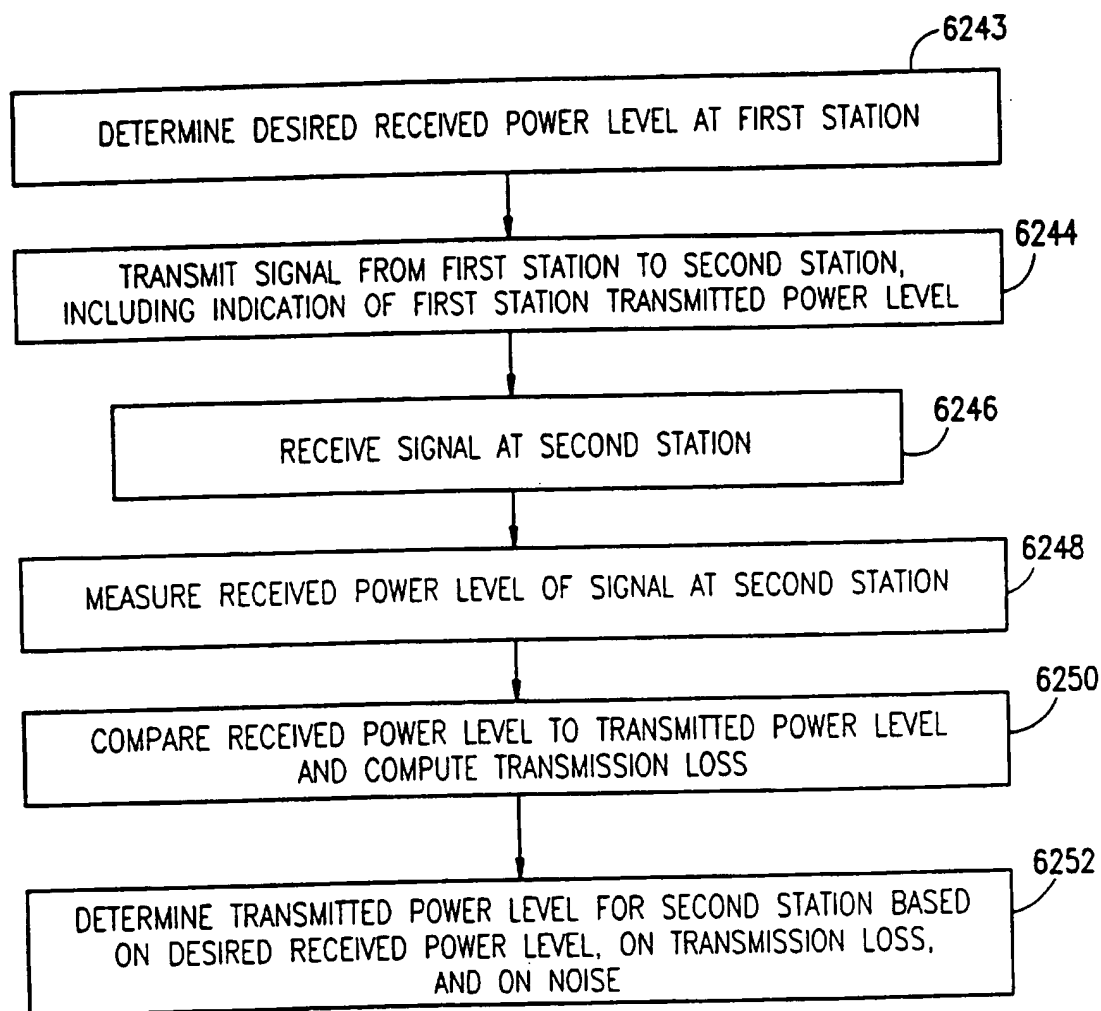 6243
DETERMINE DESIRED RECEIVED POWER LEVEL AT FIRST STATION
6244
TRANSMIT SIGNAL FROM FIRST STATION TO SECOND STATION,
INCLUDING INDICATION OF FIRST STATION TRANSMITTED POWER LEVEL
6246
RECEIVE SIGNAL AT SECOND STATION
6248
MEASURE RECEIVED POWER LEVEL OF SIGNAL AT SECOND STATION
6250
COMPARE RECEIVED POWER LEVEL TO TRANSMITTED POWER LEVEL
AND COMPUTE TRANSMISSION LOSS
6252
DETERMINE TRANSMITTED POWER LEVEL FOR SECOND STATION BASED
ON DESIRED RECEIVED POWER LEVEL, ON TRANSMISSION LOSS,
AND ON NOISE